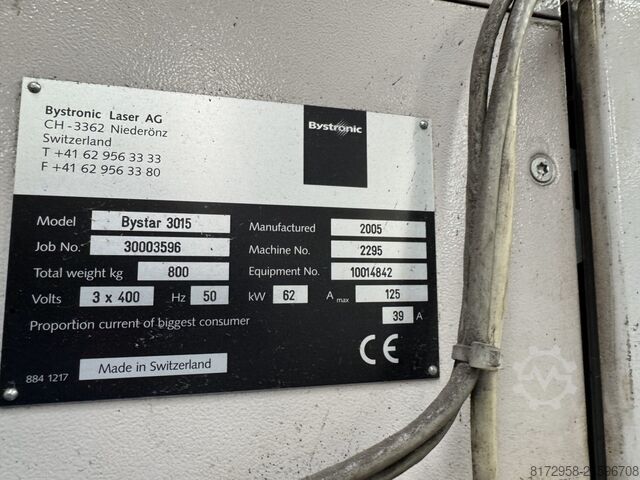 Bystronic Laser AG
CH-3362 Niederönz
Switzerland
T +41 62 956 33 33
F +41 62 956 33 80
Bystronic
Model Bystar 3015 Manufactured 2005
Job No. 30003596 Machine No. 2295
Total weight kg 800 Equipment No. 10014842
Volts 3 x 400 Hz 50 kW 62 A max 125
Proportion current of biggest consumer 39 A
884 1217 Made in Switzerland CE